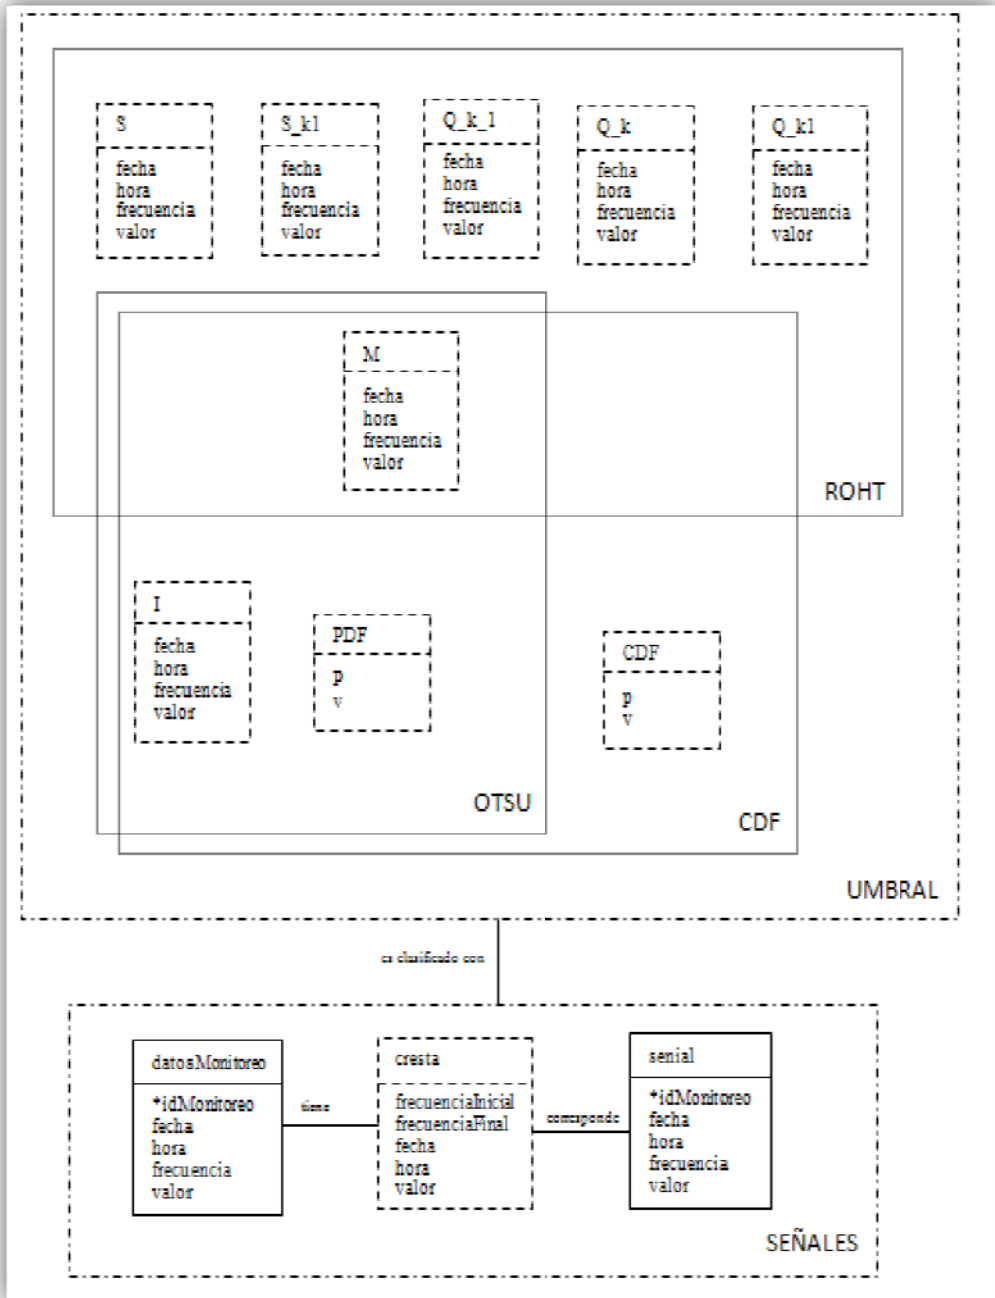 S
fecha
hora
frecuencia
valor
S_k1
fecha
hora
frecuencia
valor
Q_k_1
fecha
hora
frecuencia
valor
Q_k
fecha
hora
frecuencia
valor
Q_k1
fecha
hora
frecuencia
valor
M
fecha
hora
frecuencia
valor
ROHT
I
fecha
hora
frecuencia
valor
PDF
p
v
CDF
p
v
OTSU
CDF
UMBRAL
es clasificado con
datosMonitoreo
*idMonitoreo
fecha
hora
frecuencia
valor
tiene
cresta
frecuenciaInicial
frecuenciaFinal
fecha
hora
valor
corresponde
senial
*idMonitoreo
fecha
hora
frecuencia
valor
SEÑALES